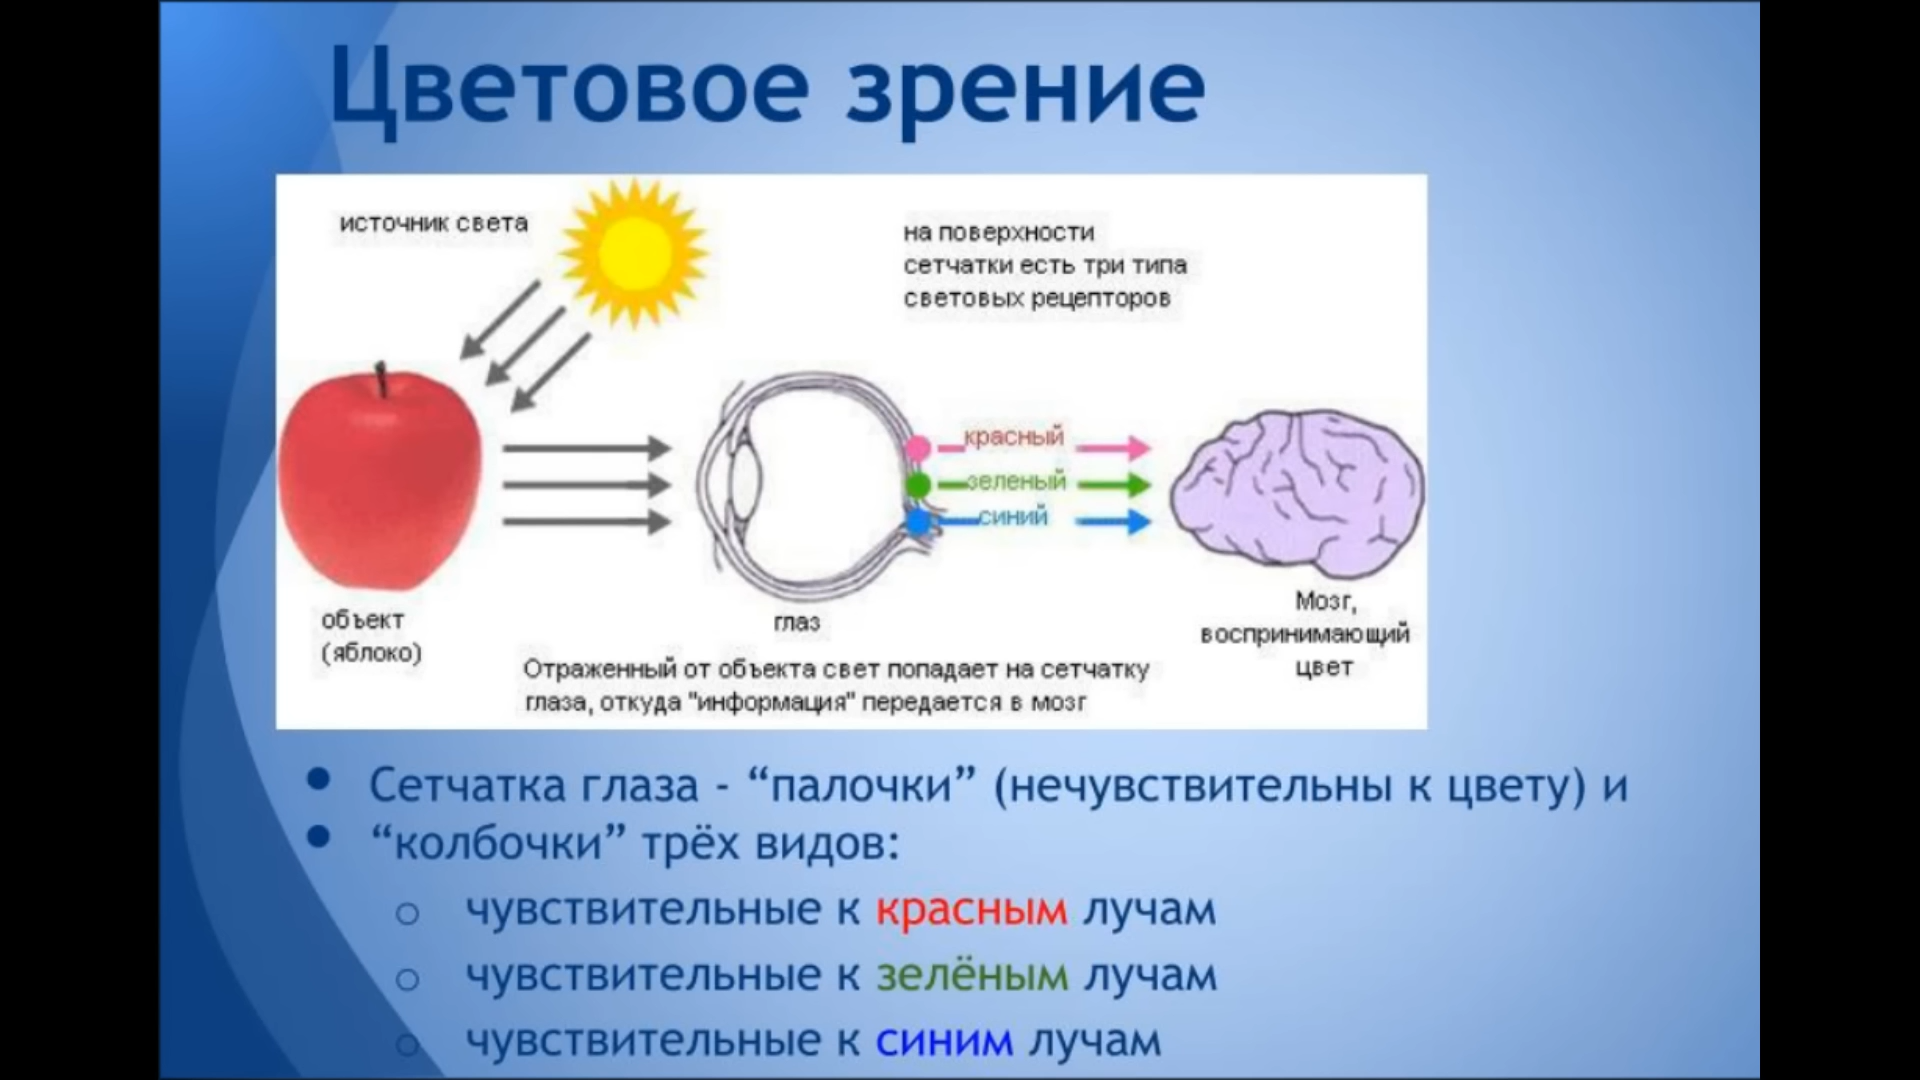 Цветовое зрение
источник света
на поверхности
сетчатки есть три типа
световых рецепторов
красный
зеленый
синий
объект
(яблоко)
глаз
Мозг,
воспринимающий
цвет
Отраженный от объекта свет попадает на сетчатку
глаза, откуда "информация" передается в мозг
• Сетчатка глаза - “палочки” (нечувствительны к цвету) и
• “колбочки” трёх видов:
o чувствительные к красным лучам
o чувствительные к зелёным лучам
o чувствительные к синим лучам